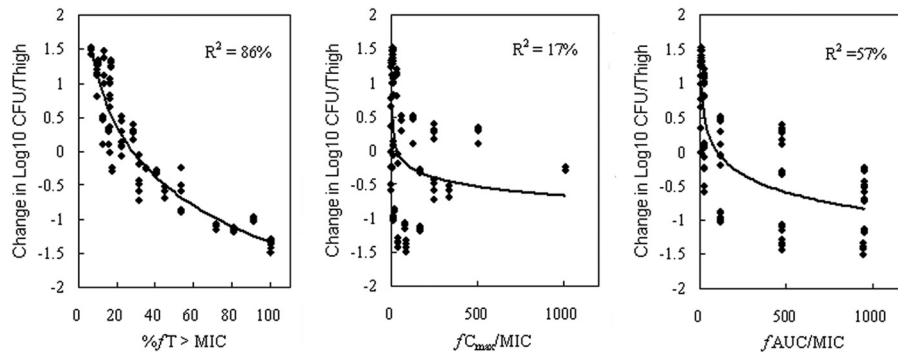 Change in Log10 CFU/Thigh
2
1.5
1
0.5
0
-0.5
-1
-1.5
-2
R² = 86%
0 20 40 60 80 100
%fT > MIC
Change in Log10 CFU/Thigh
2
1.5
1
0.5
0
-0.5
-1
-1.5
-2
R² = 17%
0 500 1000
fCmax/MIC
Change in Log10 CFU/Thigh
2
1.5
1
0.5
0
-0.5
-1
-1.5
-2
R² =57%
0 500 1000
fAUC/MIC